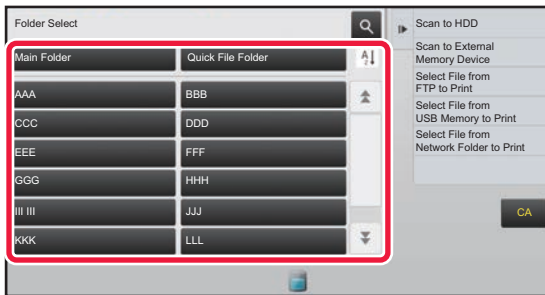 Folder Select
Main Folder
Quick File Folder
AAA
BBB
CCC
DDD
EEE
FFF
GGG
HHH
III III
JJJ
KKK
LLL
A
Z
Scan to HDD
Scan to External
Memory Device
Select File from
FTP to Print
Select File from
USB Memory to Print
Select File from
Network Folder to Print
CA